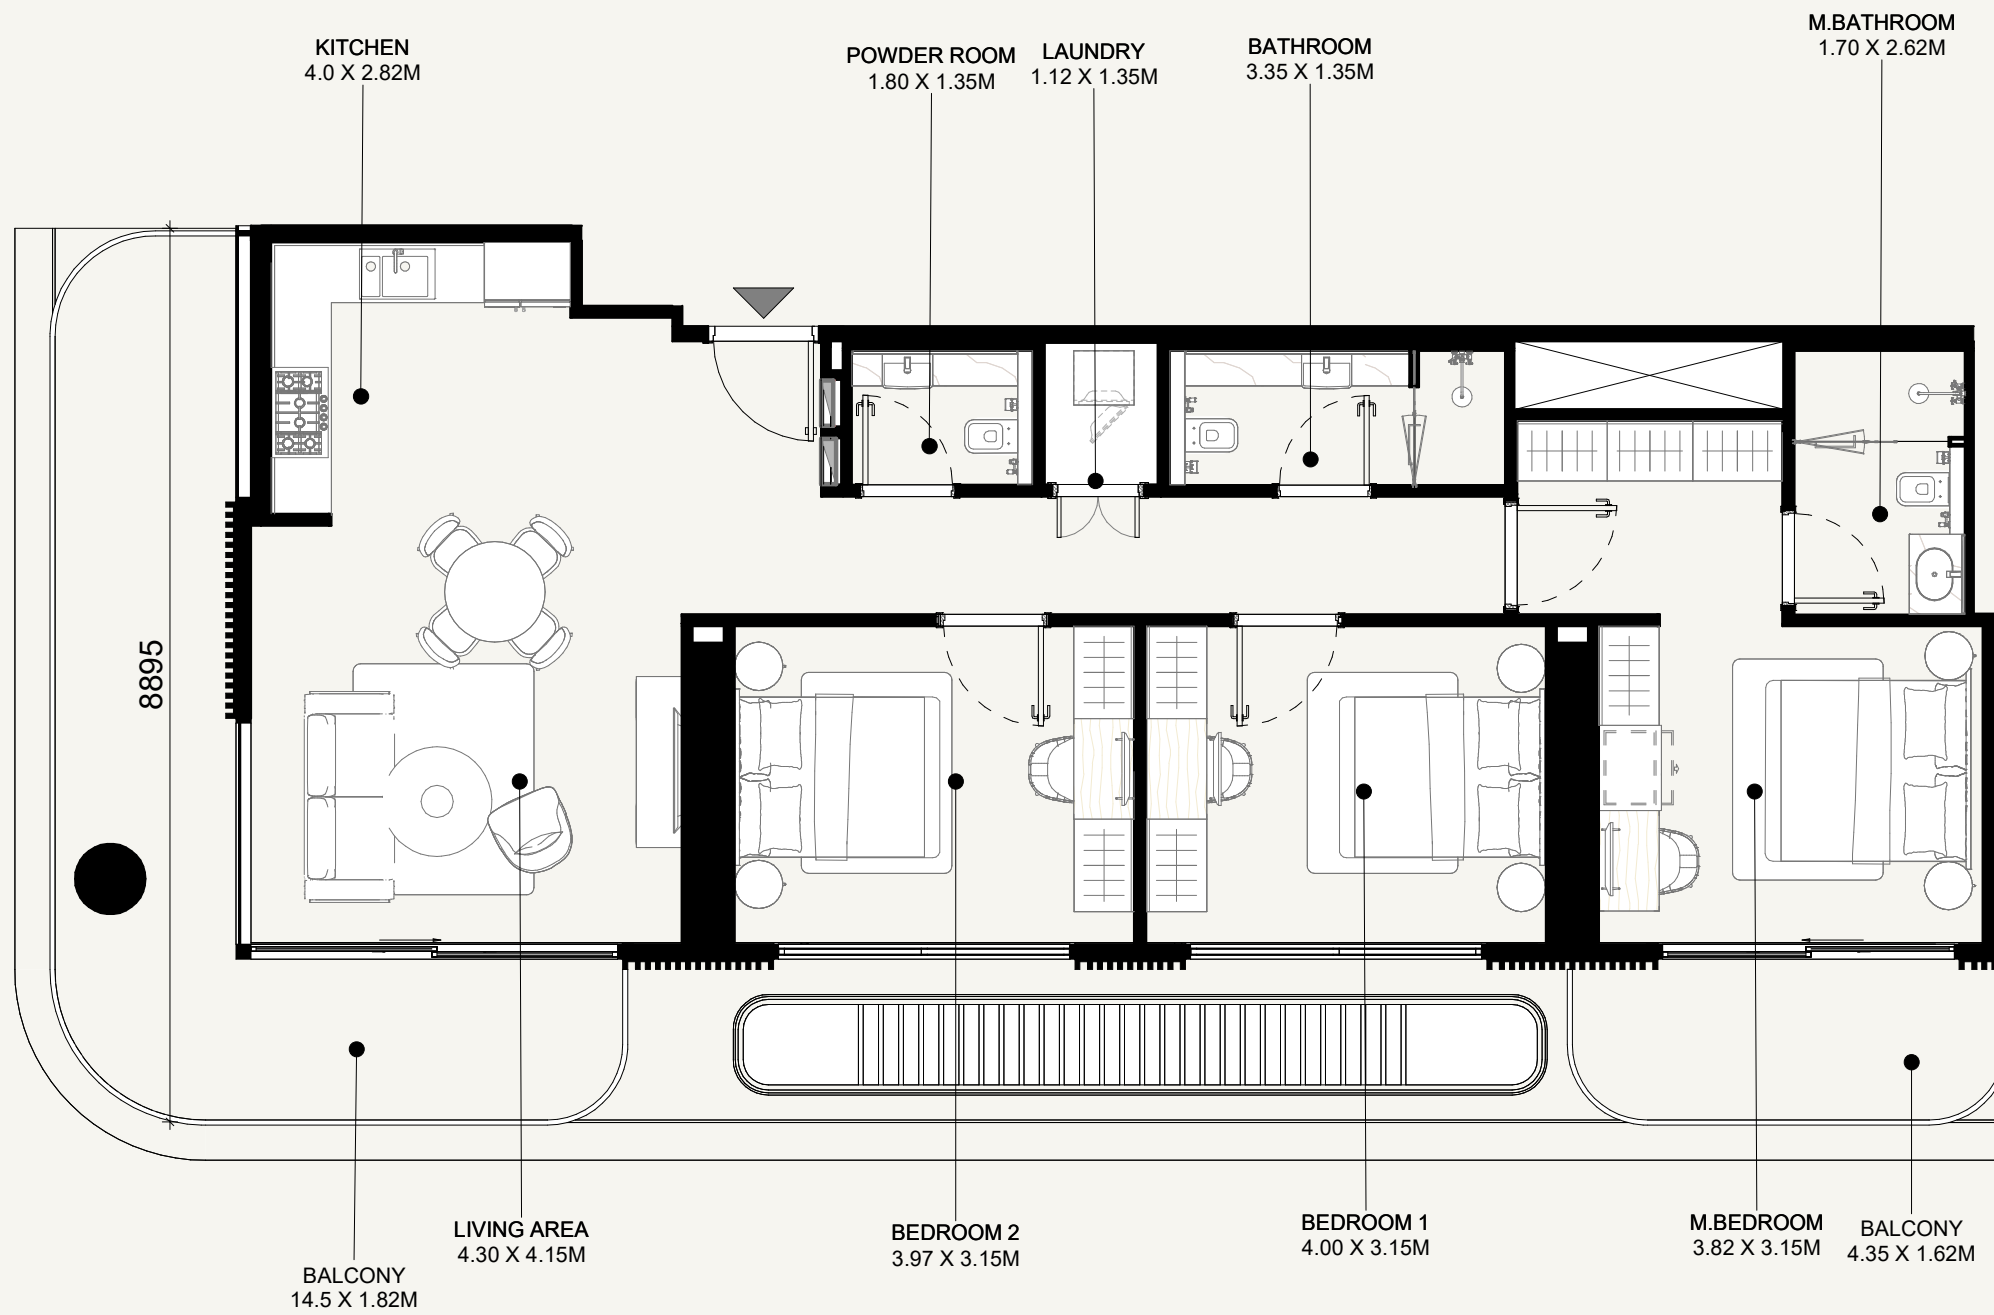 KITCHEN
4.0 X 2.82M
POWDER ROOM
1.80 X 1.35M
LAUNDRY
1.12 X 1.35M
BATHROOM
3.35 X 1.35M
M.BATHROOM
1.70 X 2.62M
8895
LIVING AREA
4.30 X 4.15M
BALCONY
14.5 X 1.82M
BEDROOM 2
3.97 X 3.15M
BEDROOM 1
4.00 X 3.15M
M.BEDROOM
3.82 X 3.15M
BALCONY
4.35 X 1.62M